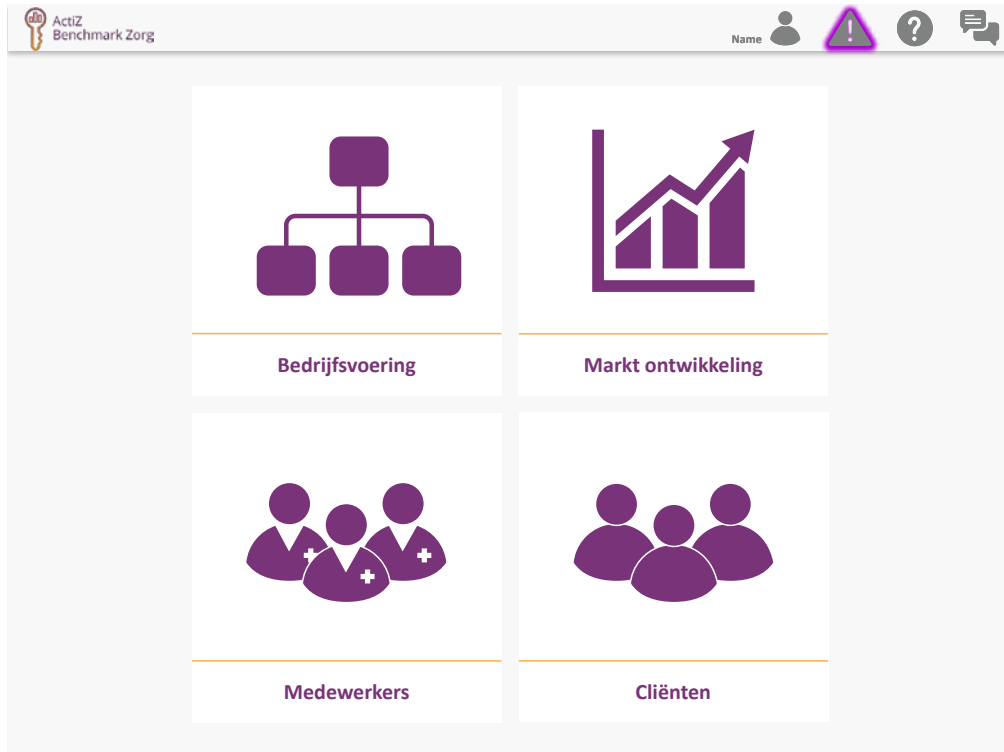 ActiZ
Benchmark Zorg
Name
Bedrijfsvoering
Markt ontwikkeling
Medewerkers
Cliënten